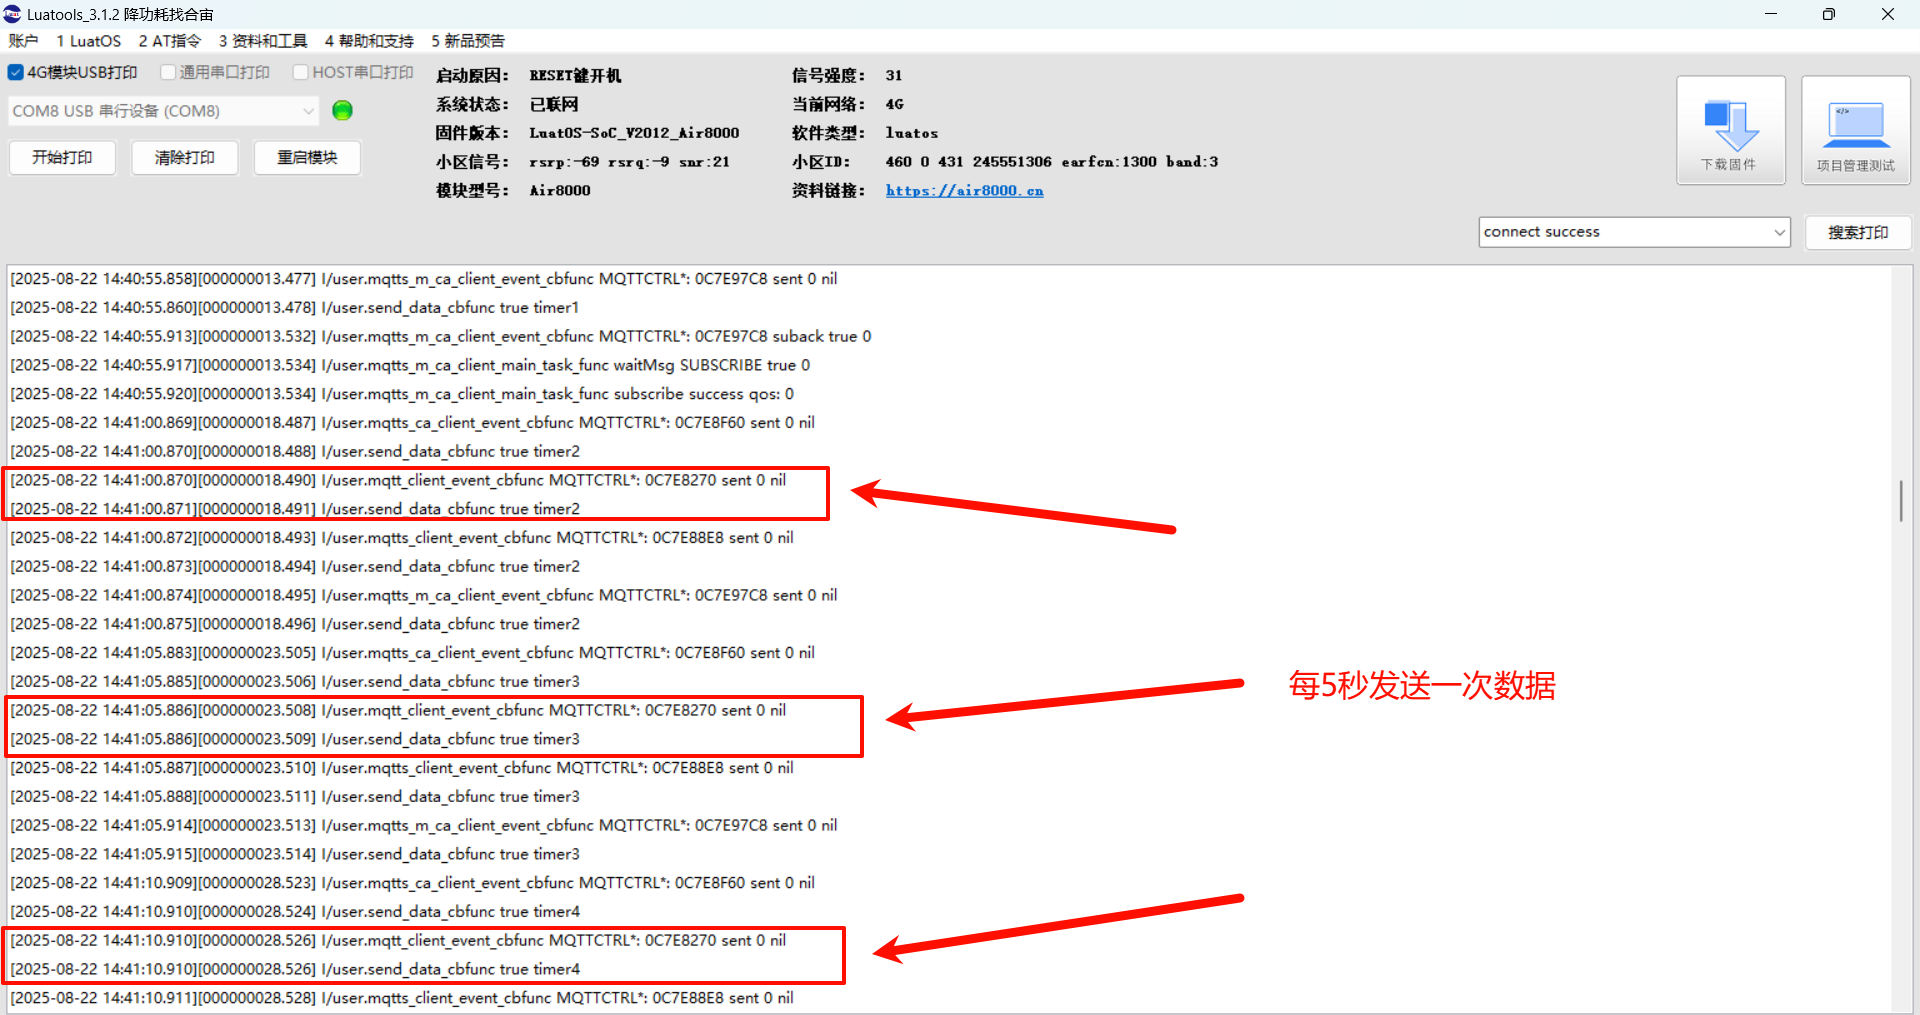 Luatools_3.1.2 降功耗找合宙
账户 1 LuatOS 2 AT指令 3 资料和工具 4 帮助和支持 5 新品预告
4G模块USB打印 通用串口打印 HOST串口打印
COM8 USB 串行设备 (COM8)
开始打印 清除打印 重启模块
启动原因： RESET键开机 信号强度： 31
系统状态： 已联网 当前网络： 4G
固件版本： LuatOS-SoC_V2012_Air8000 软件类型： luatos
小区信号： rsrp:-69 rsrq:-9 snr:21 小区ID： 460 0 431 245551306 earfcn:1300 band:3
模块型号： Air8000 资料链接： https://air8000.cn
下载固件 项目管理测试
connect success 搜索打印
[2025-08-22 14:40:55.858][000000013.477] I/user.mqtts_m_ca_client_event_cbfunc MQTTCTRL*: 0C7E97C8 sent 0 nil
[2025-08-22 14:40:55.860][000000013.478] I/user.send_data_cbfunc true timer1
[2025-08-22 14:40:55.913][000000013.532] I/user.mqtts_m_ca_client_event_cbfunc MQTTCTRL*: 0C7E97C8 suback true 0
[2025-08-22 14:40:55.917][000000013.534] I/user.mqtts_m_ca_client_main_task_func waitMsg SUBSCRIBE true 0
[2025-08-22 14:40:55.920][000000013.534] I/user.mqtts_m_ca_client_main_task_func subscribe success qos: 0
[2025-08-22 14:41:00.869][000000018.487] I/user.mqtts_ca_client_event_cbfunc MQTTCTRL*: 0C7E8F60 sent 0 nil
[2025-08-22 14:41:00.870][000000018.488] I/user.send_data_cbfunc true timer2
[2025-08-22 14:41:00.870][000000018.490] I/user.mqtt_client_event_cbfunc MQTTCTRL*: 0C7E8270 sent 0 nil
[2025-08-22 14:41:00.871][000000018.491] I/user.send_data_cbfunc true timer2
[2025-08-22 14:41:00.872][000000018.493] I/user.mqtts_client_event_cbfunc MQTTCTRL*: 0C7E88E8 sent 0 nil
[2025-08-22 14:41:00.873][000000018.494] I/user.send_data_cbfunc true timer2
[2025-08-22 14:41:00.874][000000018.495] I/user.mqtts_m_ca_client_event_cbfunc MQTTCTRL*: 0C7E97C8 sent 0 nil
[2025-08-22 14:41:00.875][000000018.496] I/user.send_data_cbfunc true timer2
[2025-08-22 14:41:05.883][000000023.505] I/user.mqtts_ca_client_event_cbfunc MQTTCTRL*: 0C7E8F60 sent 0 nil
[2025-08-22 14:41:05.885][000000023.506] I/user.send_data_cbfunc true timer3
每5秒发送一次数据
[2025-08-22 14:41:05.886][000000023.508] I/user.mqtt_client_event_cbfunc MQTTCTRL*: 0C7E8270 sent 0 nil
[2025-08-22 14:41:05.886][000000023.509] I/user.send_data_cbfunc true timer3
[2025-08-22 14:41:05.887][000000023.510] I/user.mqtts_client_event_cbfunc MQTTCTRL*: 0C7E88E8 sent 0 nil
[2025-08-22 14:41:05.888][000000023.511] I/user.send_data_cbfunc true timer3
[2025-08-22 14:41:05.914][000000023.513] I/user.mqtts_m_ca_client_event_cbfunc MQTTCTRL*: 0C7E97C8 sent 0 nil
[2025-08-22 14:41:05.915][000000023.514] I/user.send_data_cbfunc true timer3
[2025-08-22 14:41:10.909][000000028.523] I/user.mqtts_ca_client_event_cbfunc MQTTCTRL*: 0C7E8F60 sent 0 nil
[2025-08-22 14:41:10.910][000000028.524] I/user.send_data_cbfunc true timer4
[2025-08-22 14:41:10.910][000000028.526] I/user.mqtt_client_event_cbfunc MQTTCTRL*: 0C7E8270 sent 0 nil
[2025-08-22 14:41:10.910][000000028.526] I/user.send_data_cbfunc true timer4
[2025-08-22 14:41:10.911][000000028.528] I/user.mqtts_client_event_cbfunc MQTTCTRL*: 0C7E88E8 sent 0 nil